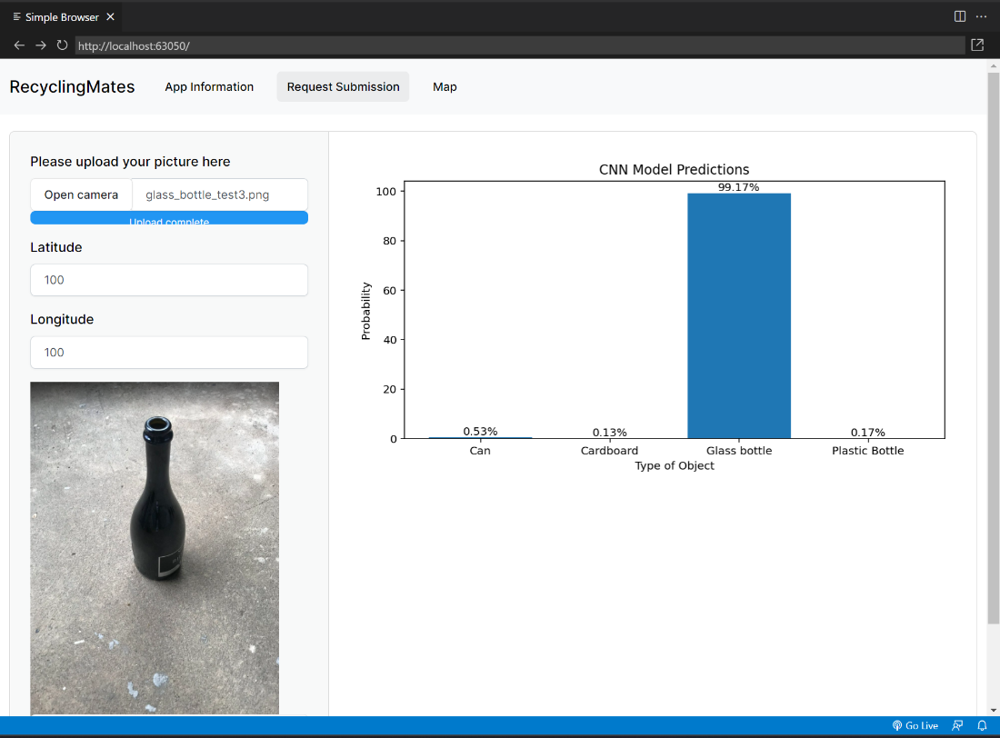 Simple Browser
http://localhost:63050/
RecyclingMates App Information Request Submission Map
Please upload your picture here
Open camera glass_bottle_test3.png
Upload complete
Latitude
100
Longitude
100
CNN Model Predictions
99.17%
100
80
60
40
20
0
Probability
0.53%
0.13%
0.17%
Can Cardboard Glass bottle Plastic Bottle
Type of Object
Go Live